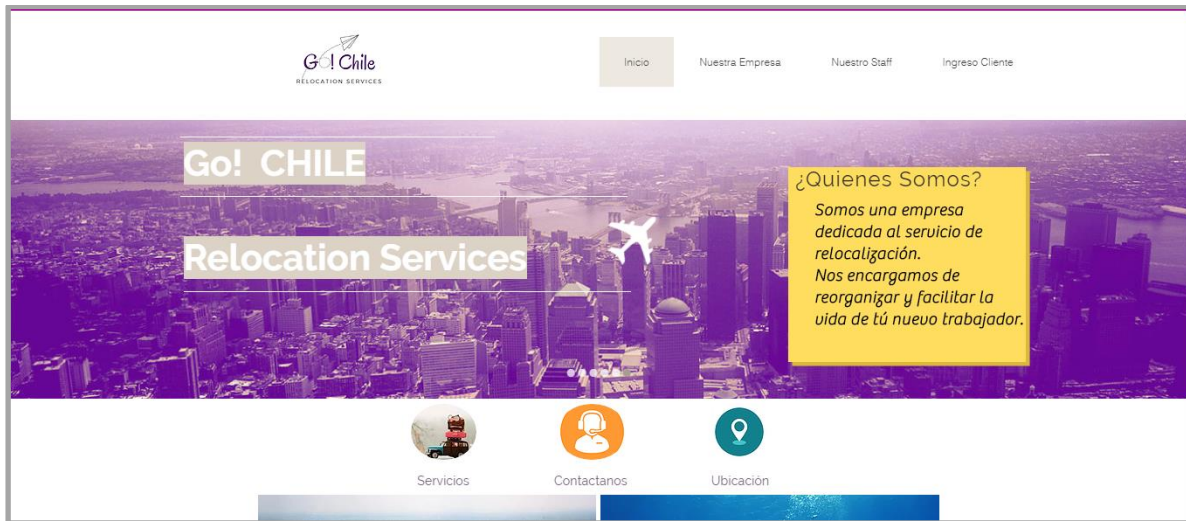 Go! Chile
RELOCATION SERVICES
Inicio
Nuestra Empresa
Nuestro Staff
Ingreso Cliente
Go! CHILE
Relocation Services
¿Quienes Somos?
Somos una empresa
dedicada al servicio de
relocalización.
Nos encargamos de
reorganizar y facilitar la
vida de tú nuevo trabajador.
Servicios
Contactanos
Ubicación